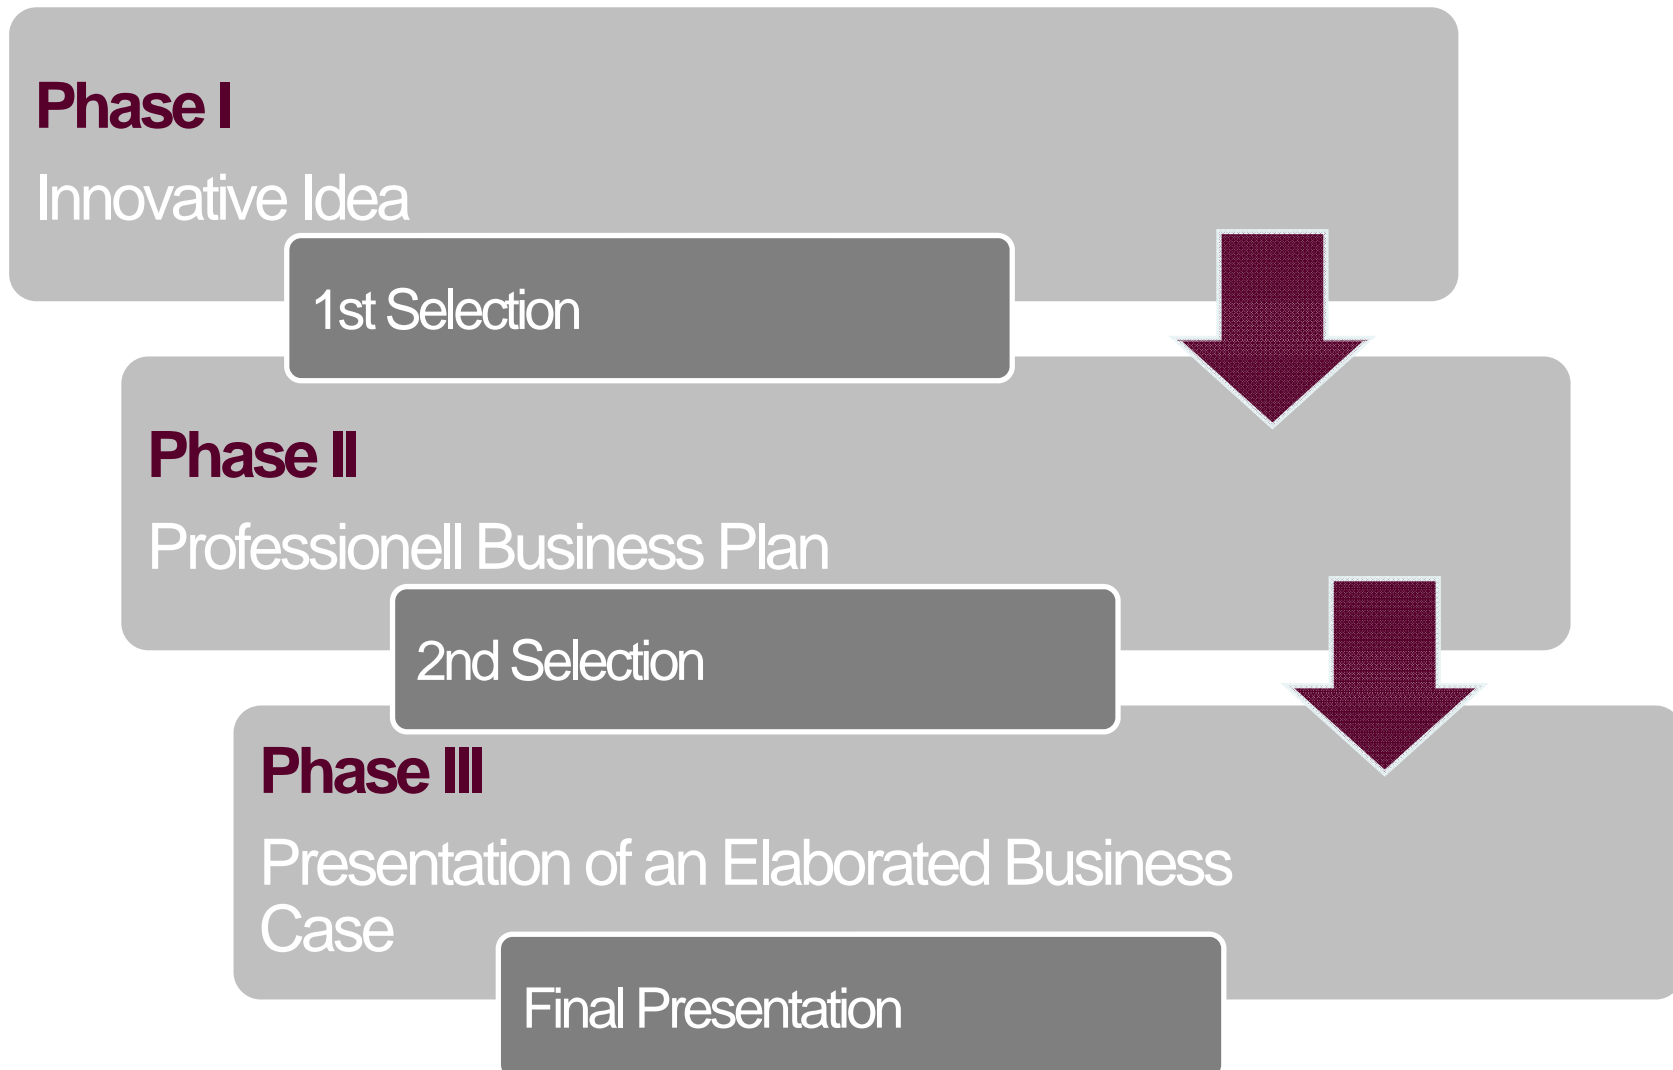 Phase I
Innovative Idea
1st Selection
Phase II
Professionell Business Plan
2nd Selection
Phase III
Presentation of an Elaborated Business
Case
Final Presentation